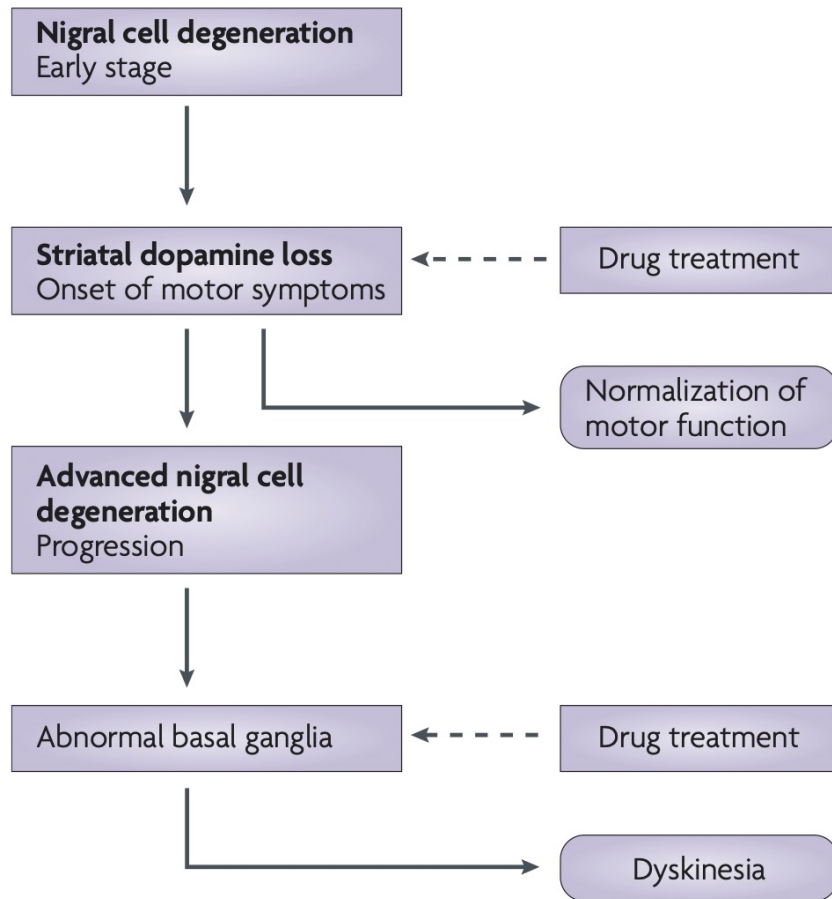 Nigral cell degeneration
Early stage
Striatal dopamine loss
Onset of motor symptoms
Drug treatment
Normalization of
motor function
Advanced nigral cell
degeneration
Progression
Abnormal basal ganglia
Drug treatment
Dyskinesia